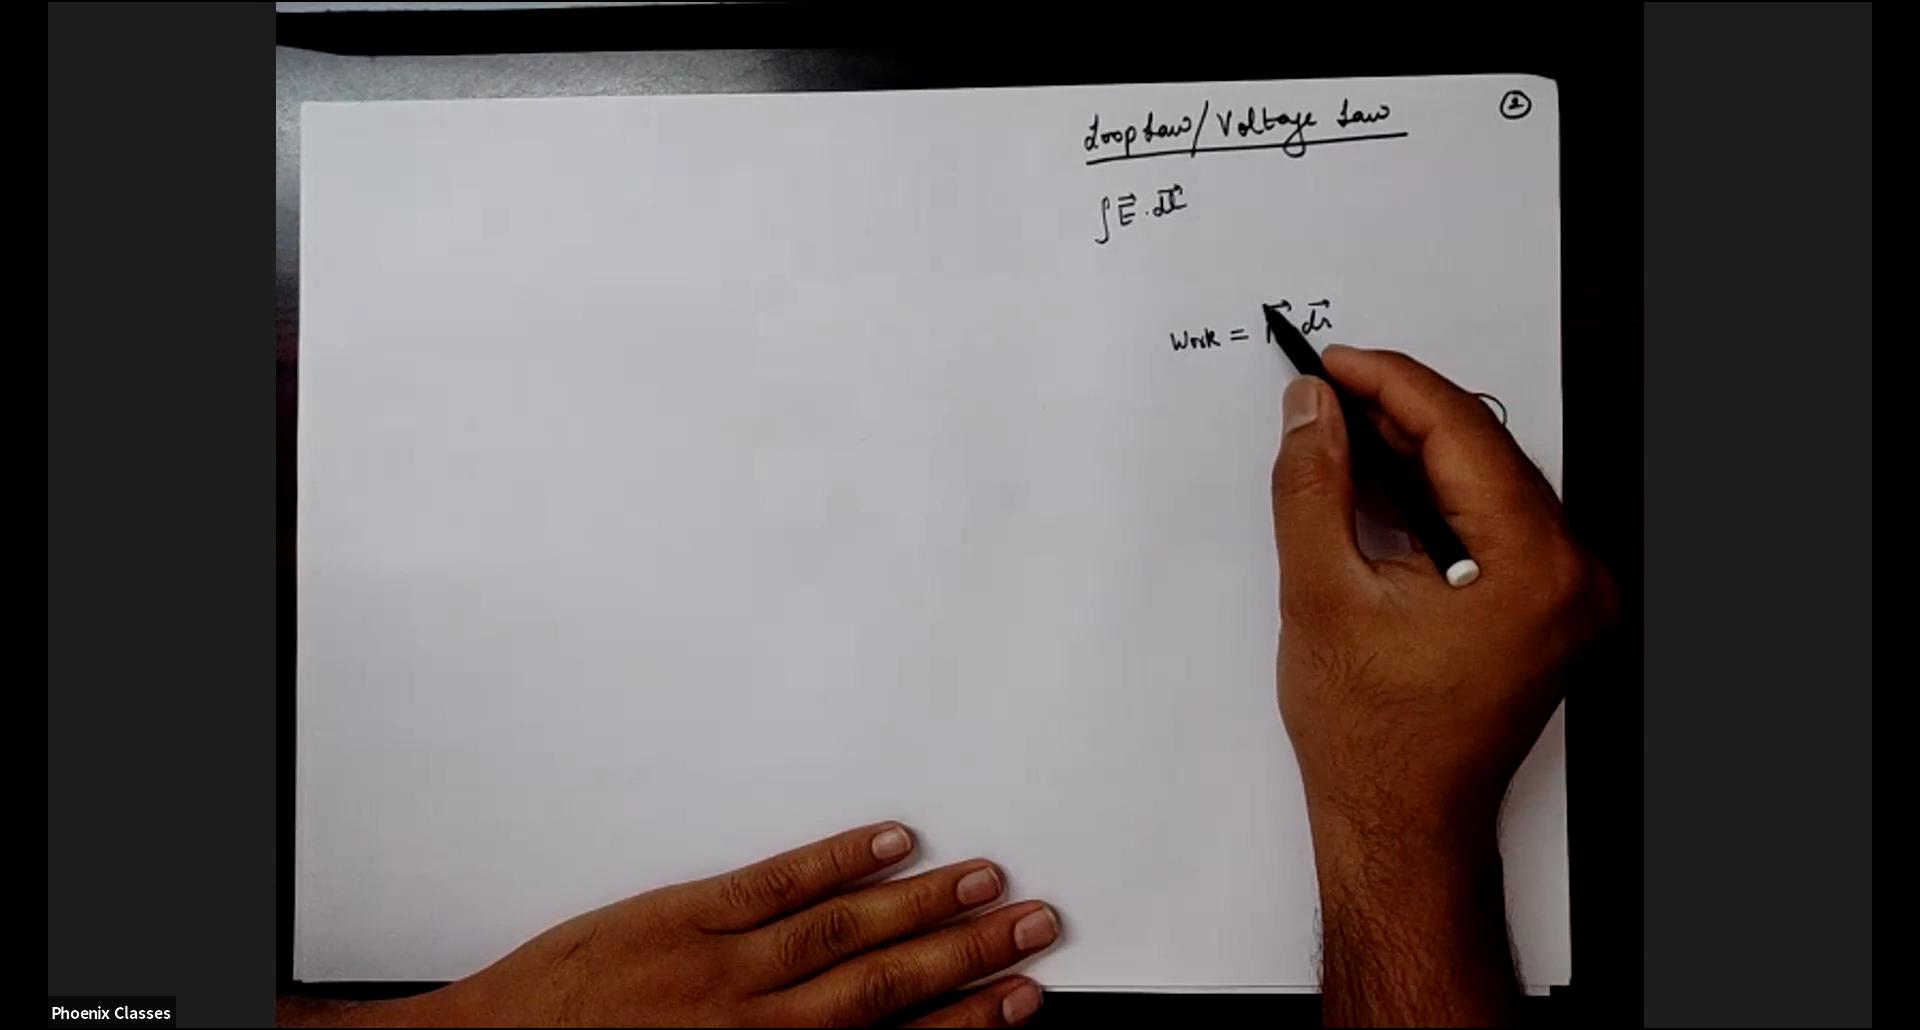 Loop Law/Voltage Law
②
∫E⃗.dl⃗
Work = dr⃗
Phoenix Classes